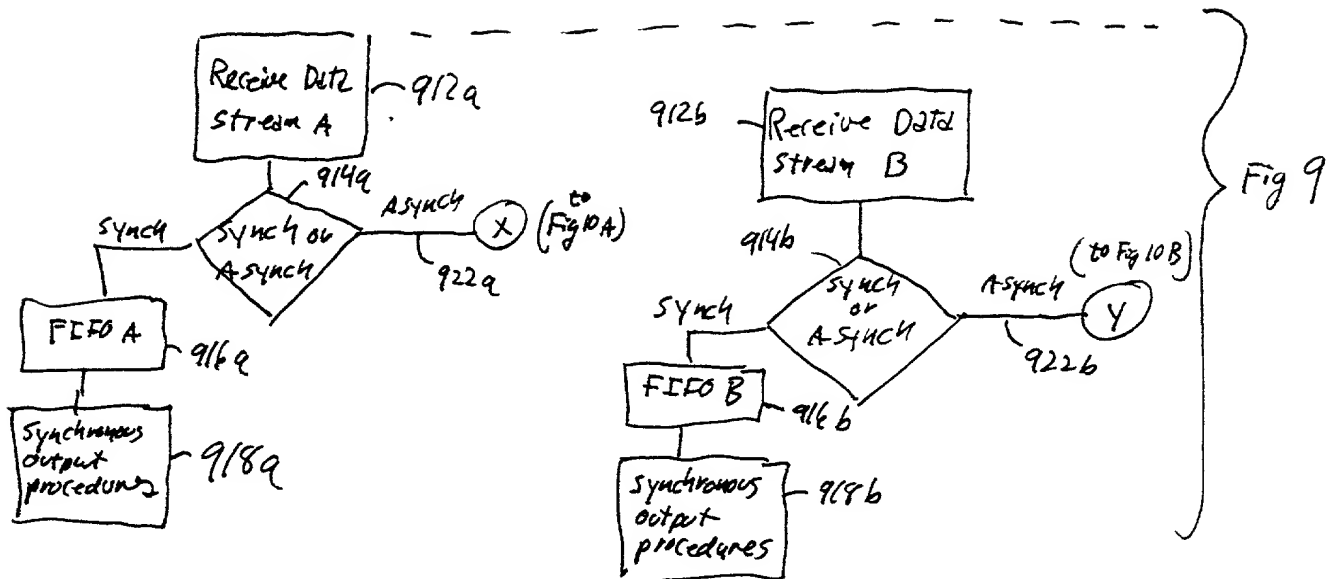 Receive Data
Stream A
912a
914a
Synch
Synch or
Asynch
Asynch
922a
X
(to
Fig 10 A)
FIFO A
916a
Synchronous
output
procedures
918a
912b
Receive Data
Stream B
914b
Synch
Synch
or
Asynch
Asynch
922b
(to Fig 10 B)
Y
FIFO B
916b
Synchronous
output
procedures
918b
Fig 9